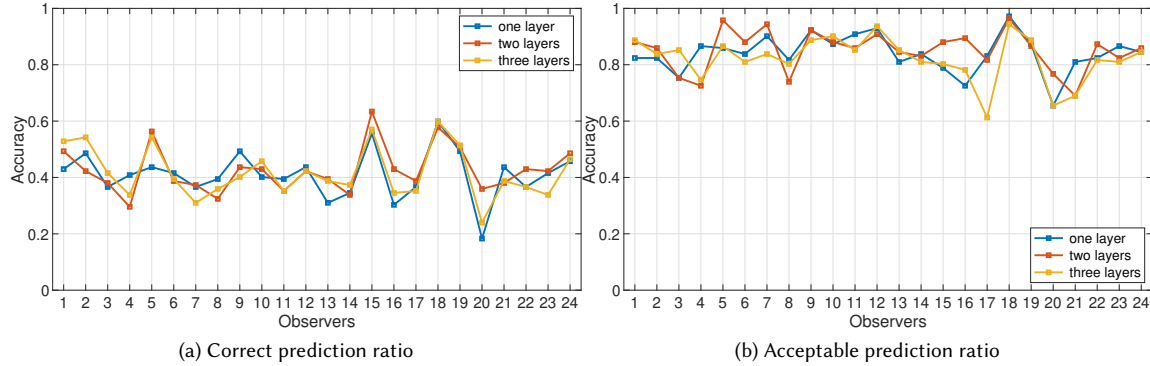 1
0.8
0.6
0.4
0.2
0
Accuracy
one layer
two layers
three layers
1 2 3 4 5 6 7 8 9 10 11 12 13 14 15 16 17 18 19 20 21 22 23 24
Observers
(a) Correct prediction ratio
1
0.8
0.6
0.4
0.2
0
Accuracy
one layer
two layers
three layers
1 2 3 4 5 6 7 8 9 10 11 12 13 14 15 16 17 18 19 20 21 22 23 24
Observers
(b) Acceptable prediction ratio